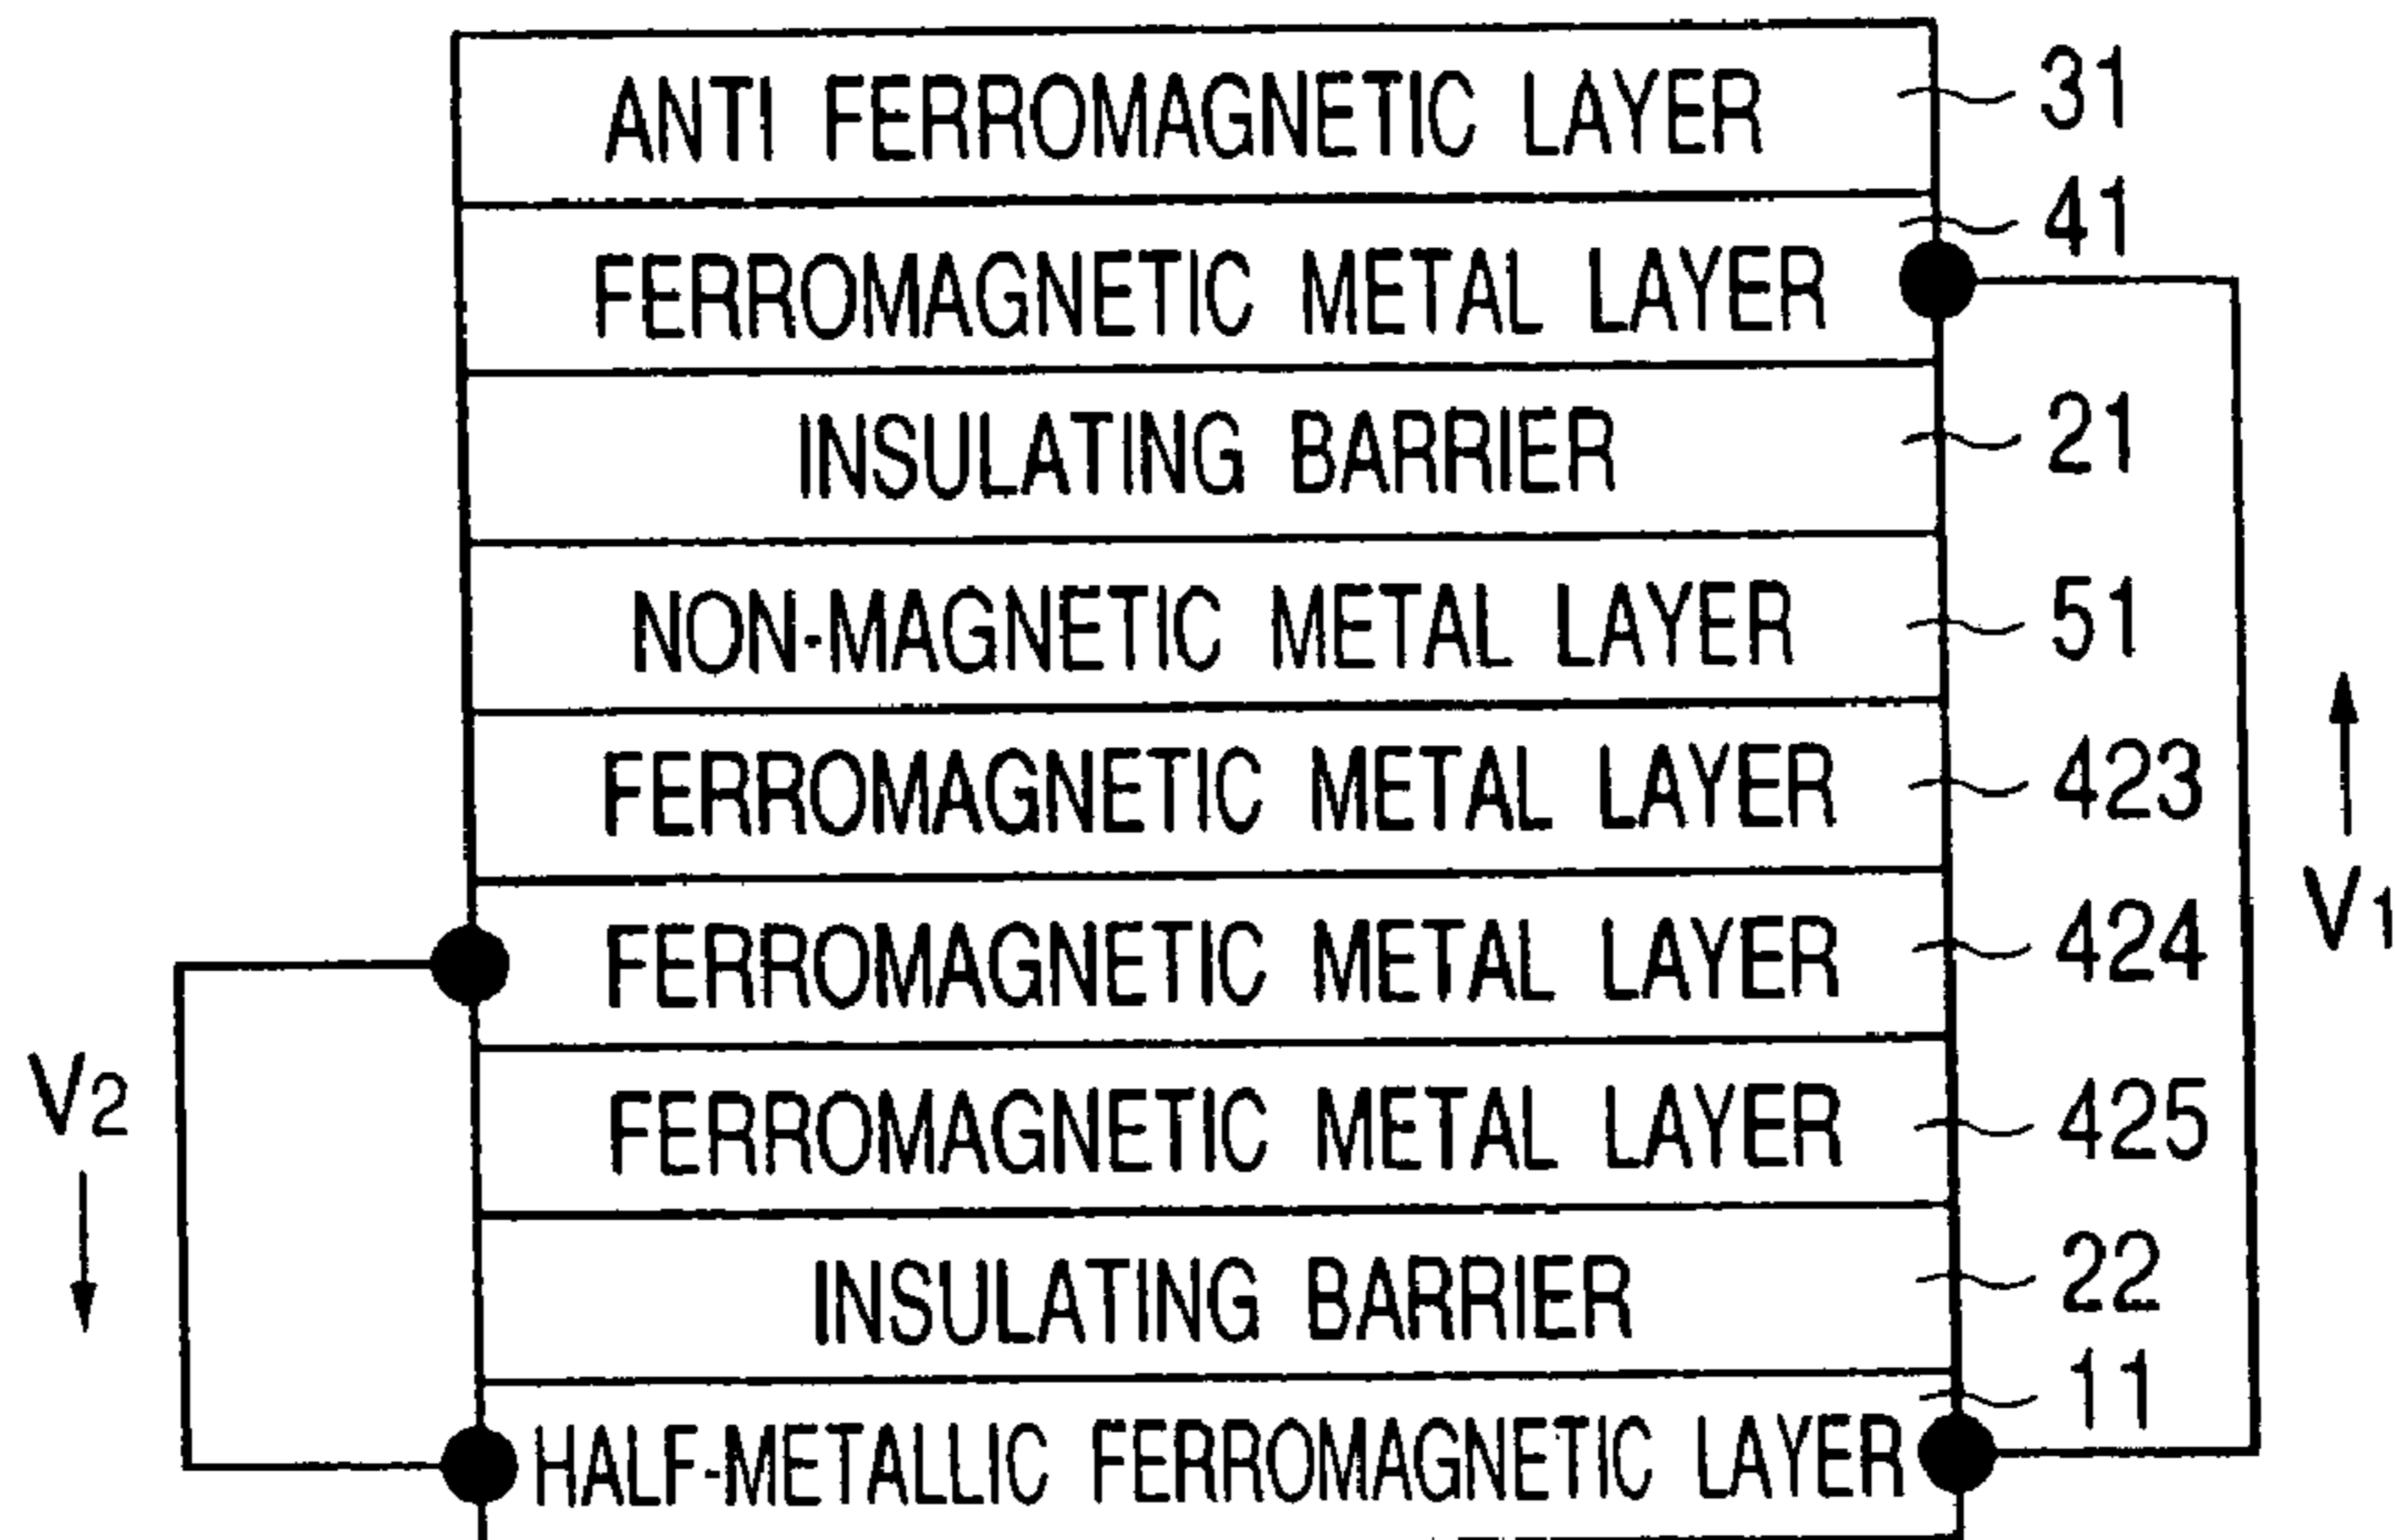 ANTI FERROMAGNETIC LAYER 31
41
FERROMAGNETIC METAL LAYER
INSULATING BARRIER 21
NON-MAGNETIC METAL LAYER 51
FERROMAGNETIC METAL LAYER 423
V1
FERROMAGNETIC METAL LAYER 424
V2
FERROMAGNETIC METAL LAYER 425
INSULATING BARRIER 22
11
HALF-METALLIC FERROMAGNETIC LAYER